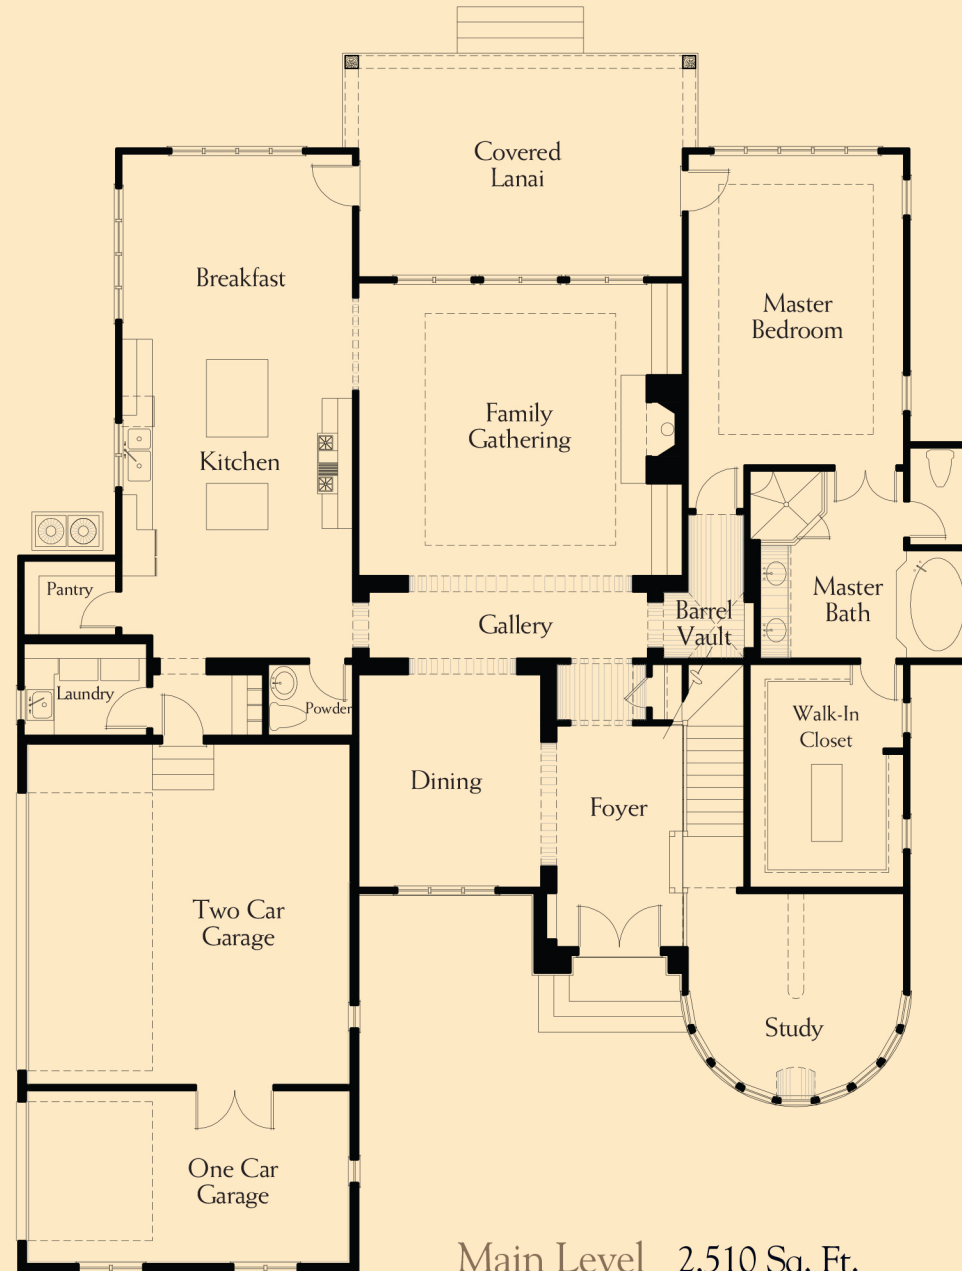 Covered
Lanai
Breakfast
Master
Bedroom
Family
Gathering
Kitchen
Pantry
Master
Bath
Gallery
Barrel
Vault
Laundry
Powder
Walk-In
Closet
Dining
Foyer
Two Car
Garage
Study
One Car
Garage
Main Level 2,510 Sq. Ft.